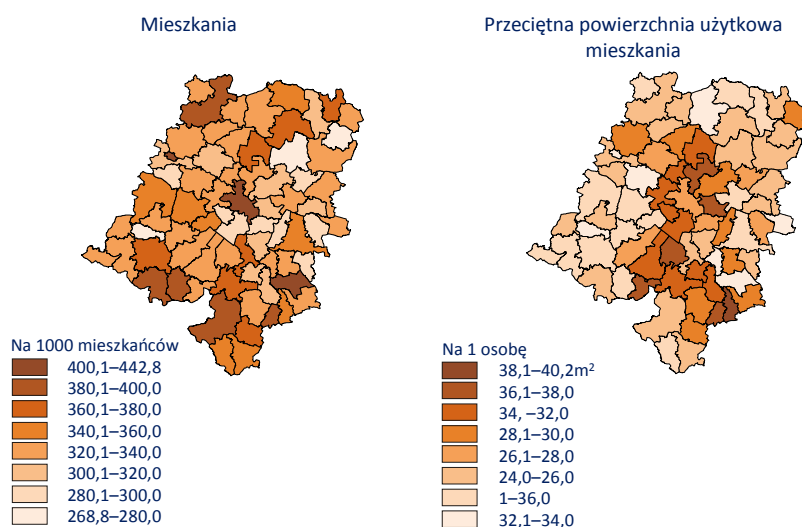 Mieszkania
Na 1000 mieszkańców
400,1–442,8
380,1–400,0
360,1–380,0
340,1–360,0
320,1–340,0
300,1–320,0
280,1–300,0
268,8–280,0
Przeciętna powierzchnia użytkowa
mieszkania
Na 1 osobę
38,1–40,2m²
36,1–38,0
34, –32,0
28,1–30,0
26,1–28,0
24,0–26,0
1–36,0
32,1–34,0